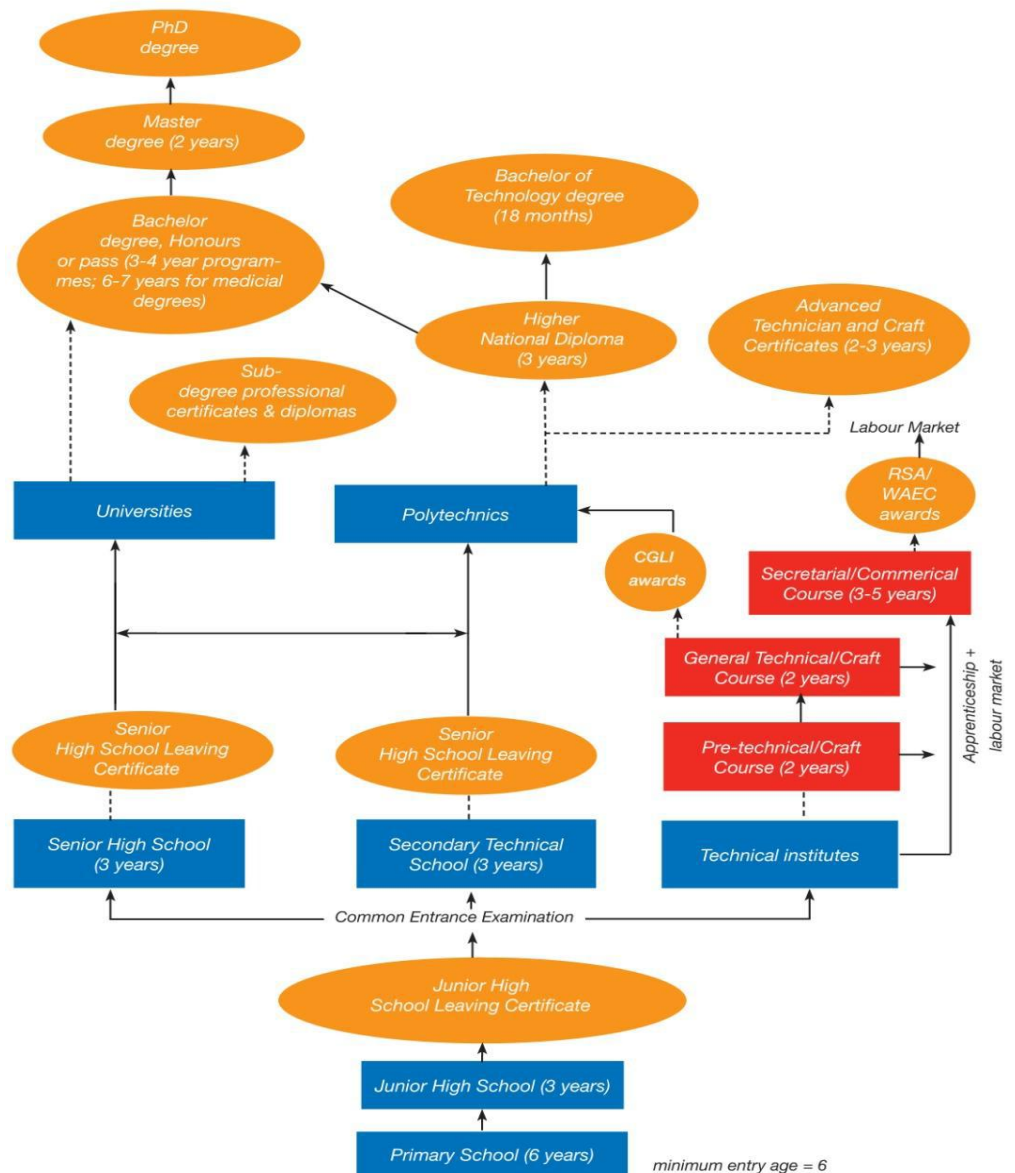 PhD
degree
Master
degree (2 years)
Bachelor of
Technology degree
(18 months)
Bachelor
degree, Honours
or pass (3-4 year program-
mes; 6-7 years for medicial
degrees)
Higher
National Diploma
(3 years)
Advanced
Technician and Craft
Certificates (2-3 years)
Sub-
degree professional
certificates & diplomas
Labour Market
RSA/
WAEC
awards
Universities
Polytechnics
CGLI
awards
Secretarial/Commerical
Course (3-5 years)
General Technical/Craft
Course (2 years)
Apprenticeship +
labour market
Senior
High School Leaving
Certificate
Senior
High School Leaving
Certificate
Pre-technical/Craft
Course (2 years)
Senior High School
(3 years)
Secondary Technical
School (3 years)
Technical institutes
Common Entrance Examination
Junior High
School Leaving Certificate
Junior High School (3 years)
Primary School (6 years)
minimum entry age = 6